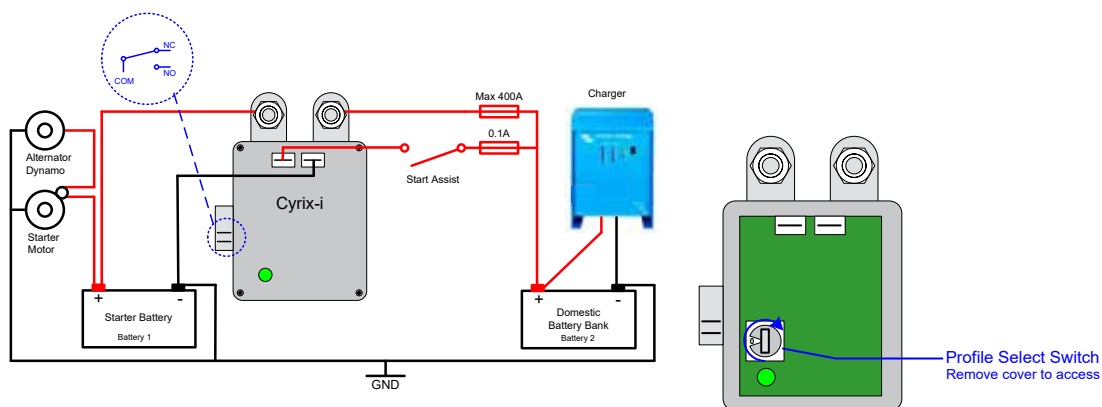 NC
COM
NO
Max 400A
Charger
0.1A
Alternator
Dynamo
Start Assist
Cyrix-i
Starter
Motor
+
-
Starter Battery
Battery 1
+
-
Domestic
Battery Bank
Battery 2
GND
0
Profile Select Switch
Remove cover to access